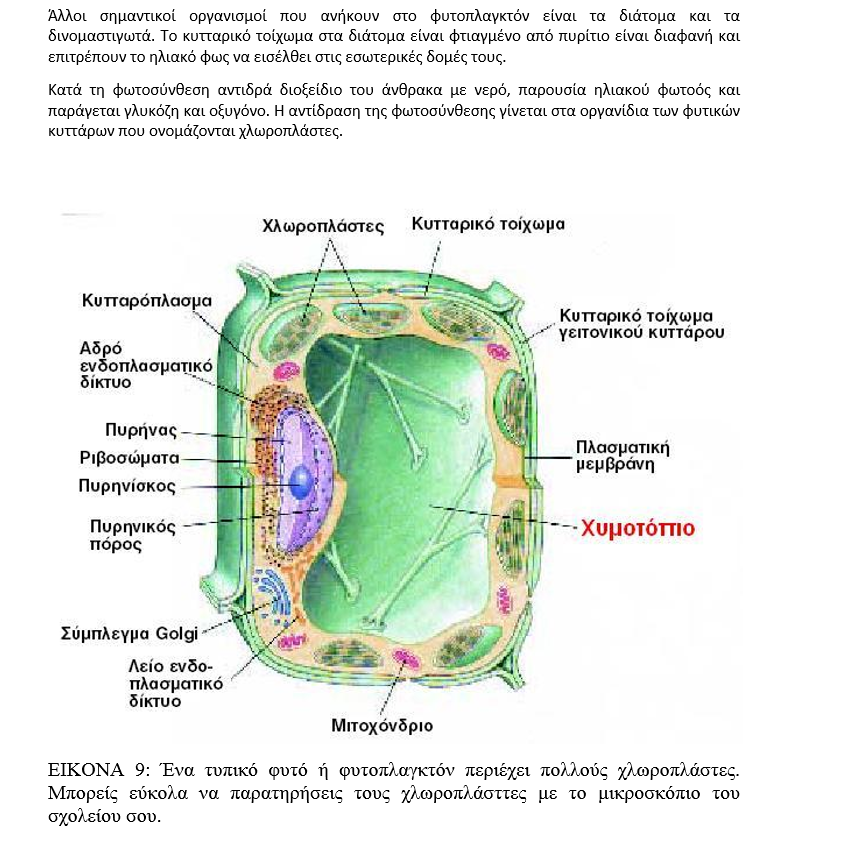 Άλλοι σημαντικοί οργανισμοί που ανήκουν στο φυτοπλαγκτόν είναι τα διάτομα και τα
δινομαστιγωτά. Το κυτταρικό τοίχωμα στα διάτομα είναι φτιαγμένο από πυρίτιο είναι διαφανή και
επιτρέπουν το ηλιακό φως να εισέλθει στις εσωτερικές δομές τους.
Κατά τη φωτοσύνθεση αντιδρά διοξείδιο του άνθρακα με νερό, παρουσία ηλιακού φωτοός και
παράγεται γλυκόζη και οξυγόνο. Η αντίδραση της φωτοσύνθεσης γίνεται στα οργανίδια των φυτικών
κυττάρων που ονομάζονται χλωροπλάστες.
Χλωροπλάστες
Κυτταρικό τοίχωμα
Κυτταρόπλασμα
Κυτταρικό τοίχωμα
γειτονικού κυττάρου
Αδρό
ενδοπλασματικό
δίκτυο
Πυρήνας
Ριβοσώματα
Πυρηνίσκος
Πυρηνικός
πόρος
Πλασματική
μεμβράνη
Χυμοτόπιο
Σύμπλεγμα Golgi
Λείο ενδο-
πλασματικό
δίκτυο
Μιτοχόνδριο
ΕΙΚΟΝΑ 9: Ένα τυπικό φυτό ή φυτοπλαγκτόν περιέχει πολλούς χλωροπλάστες.
Μπορείς εύκολα να παρατηρήσεις τους χλωροπλάσττες με το μικροσκόπιο του
σχολείου σου.